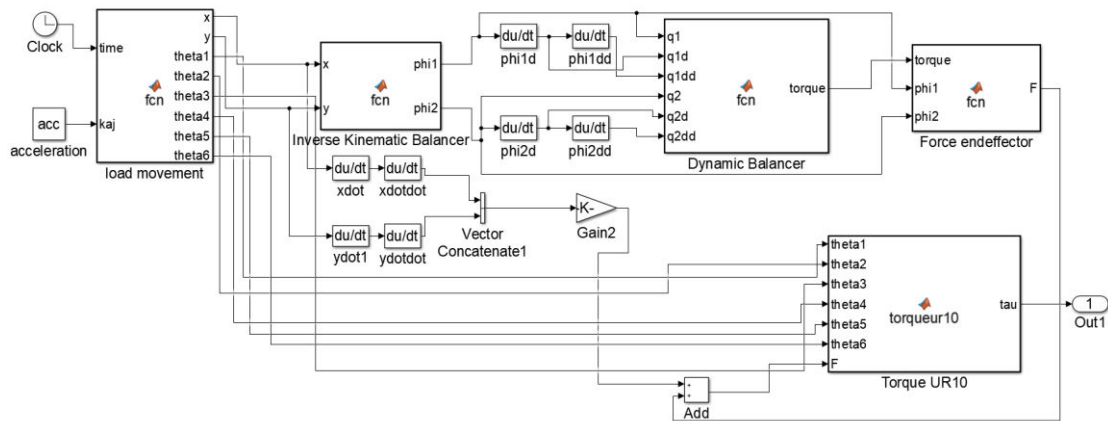 Clock
time
acc
acceleration
kaj
fcn
x
y
theta1
theta2
theta3
theta4
theta5
theta6
load movement
x
y
fcn
phi1
phi2
Inverse Kinematic Balancer
du/dt
phi1d
du/dt
phi1dd
du/dt
phi2d
du/dt
phi2dd
q1
q1d
q1dd
q2
q2d
q2dd
fcn
torque
Dynamic Balancer
torque
phi1
phi2
fcn
F
Force endeffector
du/dt
xdot
du/dt
xdotdot
du/dt
ydot1
du/dt
ydotdot
Vector
Concatenate1
-K-
Gain2
theta1
theta2
theta3
theta4
theta5
theta6
F
torqueur10
tau
Torque UR10
1
Out1
+
+
Add